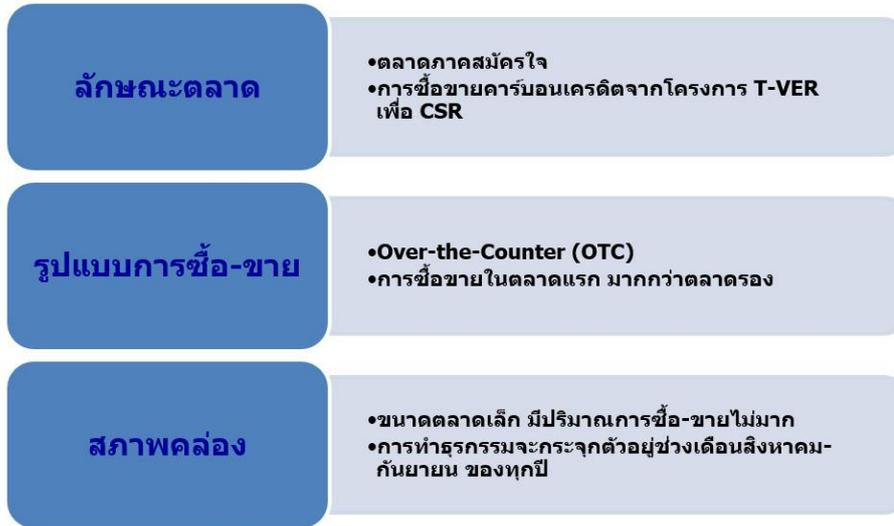 ลักษณะตลาด
•ตลาดภาคสมัครใจ
•การซื้อขายคาร์บอนเครดิตจากโครงการ T-VER
เพื่อ CSR
รูปแบบการซื้อ-ขาย
•Over-the-Counter (OTC)
•การซื้อขายในตลาดแรก มากกว่าตลาดรอง
สภาพคล่อง
•ขนาดตลาดเล็ก มีปริมาณการซื้อ-ขายไม่มาก
•การทำธุรกรรมจะกระจุกตัวอยู่ช่วงเดือนสิงหาคม-
กันยายน ของทุกปี